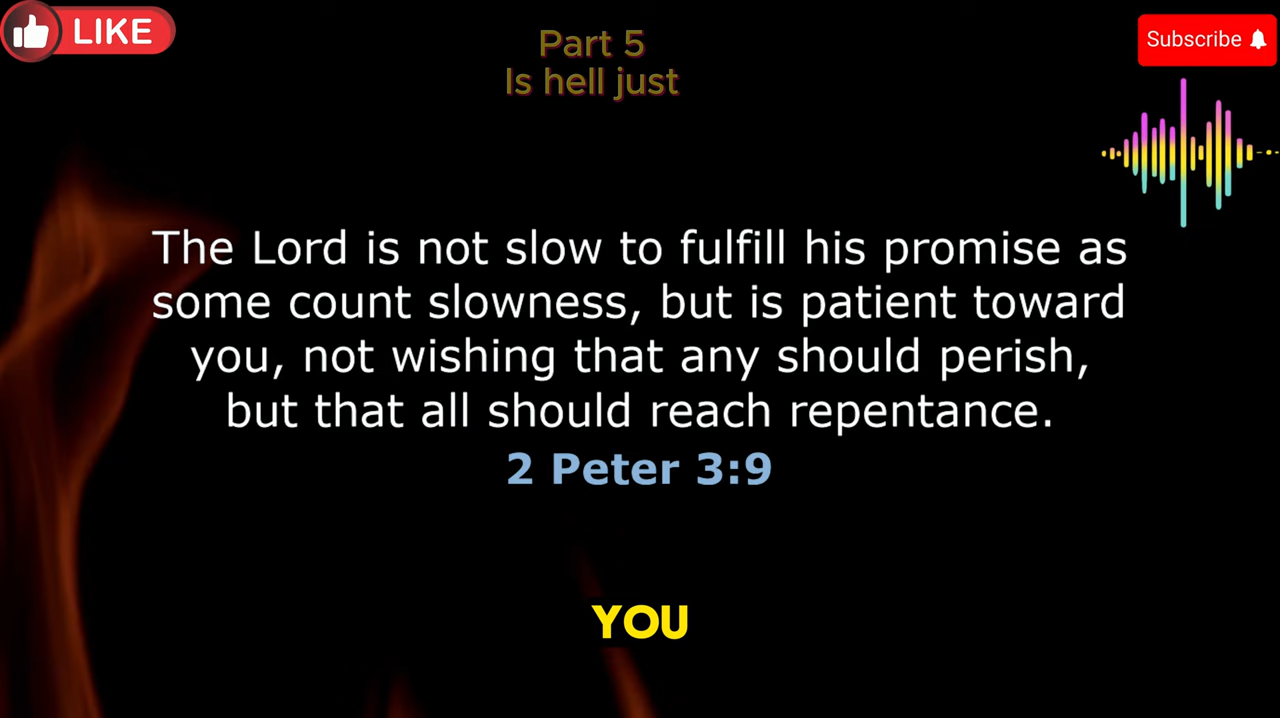 LIKE
Part 5
Is hell just
Subscribe
The Lord is not slow to fulfill his promise as
some count slowness, but is patient toward
you, not wishing that any should perish,
but that all should reach repentance.
2 Peter 3:9
YOU